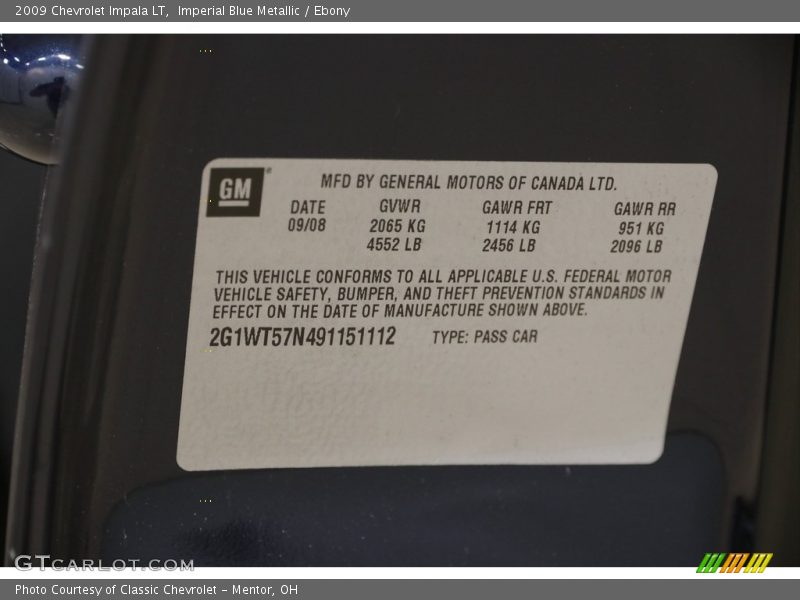 2009 Chevrolet Impala LT, Imperial Blue Metallic / Ebony
GM
MFD BY GENERAL MOTORS OF CANADA LTD.
DATE GVWR GAWR FRT GAWR RR
09/08 2065 KG 1114 KG 951 KG
4552 LB 2456 LB 2096 LB
THIS VEHICLE CONFORMS TO ALL APPLICABLE U.S. FEDERAL MOTOR
VEHICLE SAFETY, BUMPER, AND THEFT PREVENTION STANDARDS IN
EFFECT ON THE DATE OF MANUFACTURE SHOWN ABOVE.
2G1WT57N491151112 TYPE: PASS CAR
GTCARLOT.COM
Photo Courtesy of Classic Chevrolet - Mentor, OH